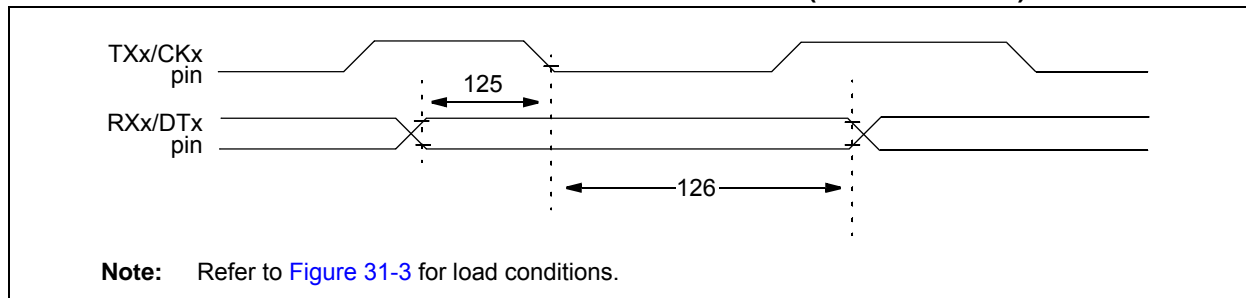 TXx/CKx
pin
125
RXx/DTx
pin
126
Note: Refer to Figure 31-3 for load conditions.